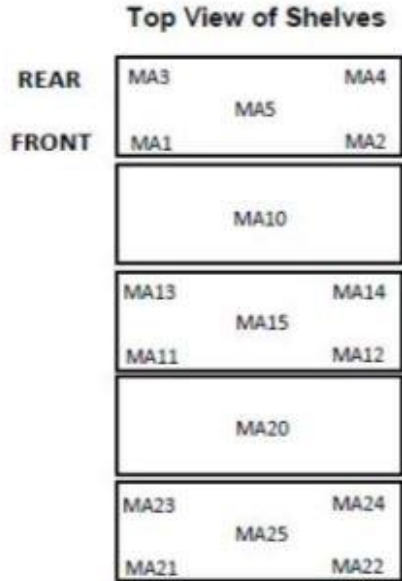 Top View of Shelves
REAR MA3 MA4
MA5
FRONT MA1 MA2
MA10
MA13 MA14
MA15
MA11 MA12
MA20
MA23 MA24
MA25
MA21 MA22